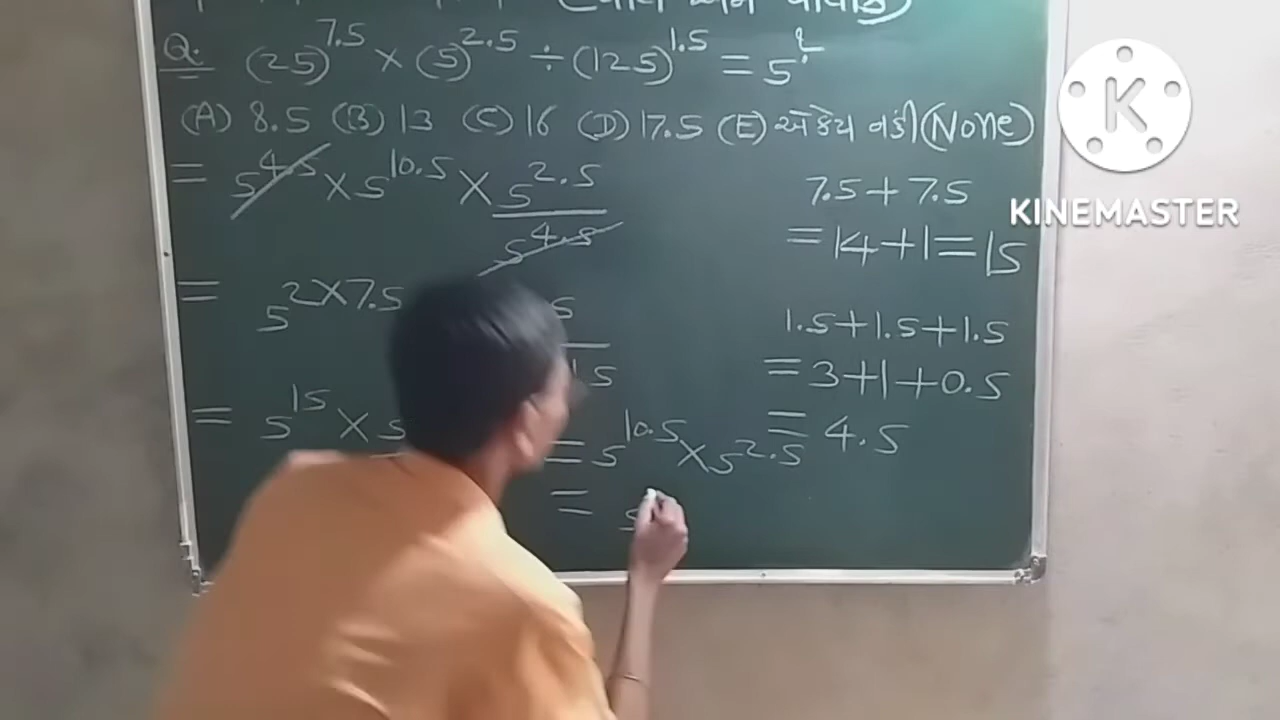 Q. (25)^7.5 × (5)^2.5 ÷ (125)^1.5 = 5^?
(A) 8.5 (B) 13 (C) 16 (D) 17.5 (E) એકેય નહીં (None)
= 5^4.5 × 5^10.5 × 5^2.5 / 5^4.5
= 5^2×7.5
= 5^15 × 5
= 5^10.5 × 5^2.5
= 5
7.5 + 7.5
= 14 + 1 = 15
1.5 + 1.5 + 1.5
= 3 + 1 + 0.5
= 4.5
K
KINEMASTER